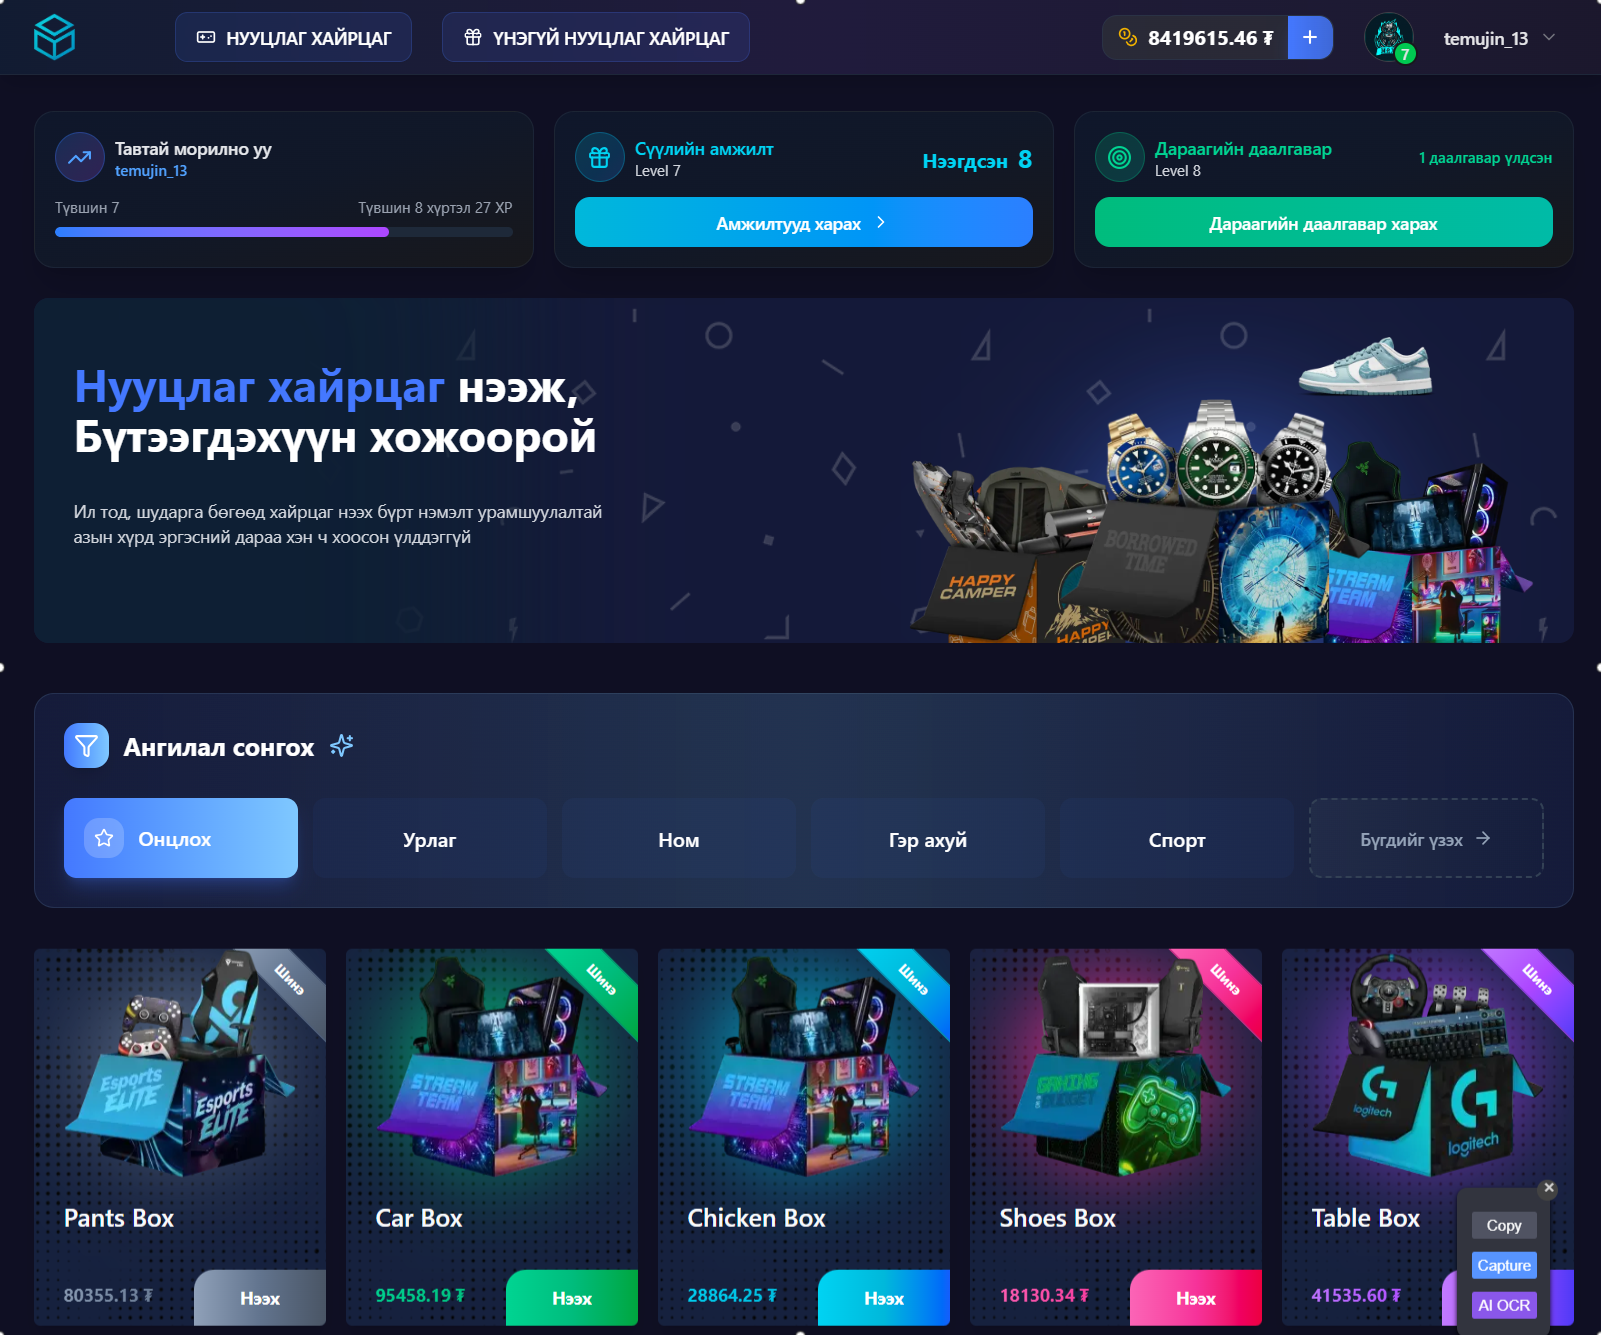 НУУЦЛАГ ХАЙРЦАГ
ҮНЭГҮЙ НУУЦЛАГ ХАЙРЦАГ
8419615.46 ₮
+
7
temujin_13
Тавтай морилно уу
temujin_13
Түвшин 7
Түвшин 8 хүртэл 27 XP
Сүүлийн амжилт
Level 7
Нээгдсэн 8
Амжилтууд харах
Дараагийн даалгавар
Level 8
1 даалгавар үлдсэн
Дараагийн даалгавар харах
Нууцлаг хайрцаг нээж,
Бүтээгдэхүүн хожоорой
Ил тод, шударга бөгөөд хайрцаг нээх бүрт нэмэлт урамшуулалтай
азын хүрд эргэсний дараа хэн ч хоосон үлддэггүй
HAPPY
CAMPER
HAPPY
CAMPER
BORROWED
TIME
STREAM
TEAM
Ангилал сонгох
Онцлох
Урлаг
Ном
Гэр ахуй
Спорт
Бүгдийг үзэх
Шинэ
Esports
ELITE
Esports
ELITE
Pants Box
80355.13 ₮
Нээх
Шинэ
STREAM
TEAM
Car Box
95458.19 ₮
Нээх
Шинэ
STREAM
TEAM
Chicken Box
28864.25 ₮
Нээх
Шинэ
GAMING
Shoes Box
18130.34 ₮
Нээх
Шинэ
logitech
logitech
Table Box
41535.60 ₮
Copy
Capture
AI OCR